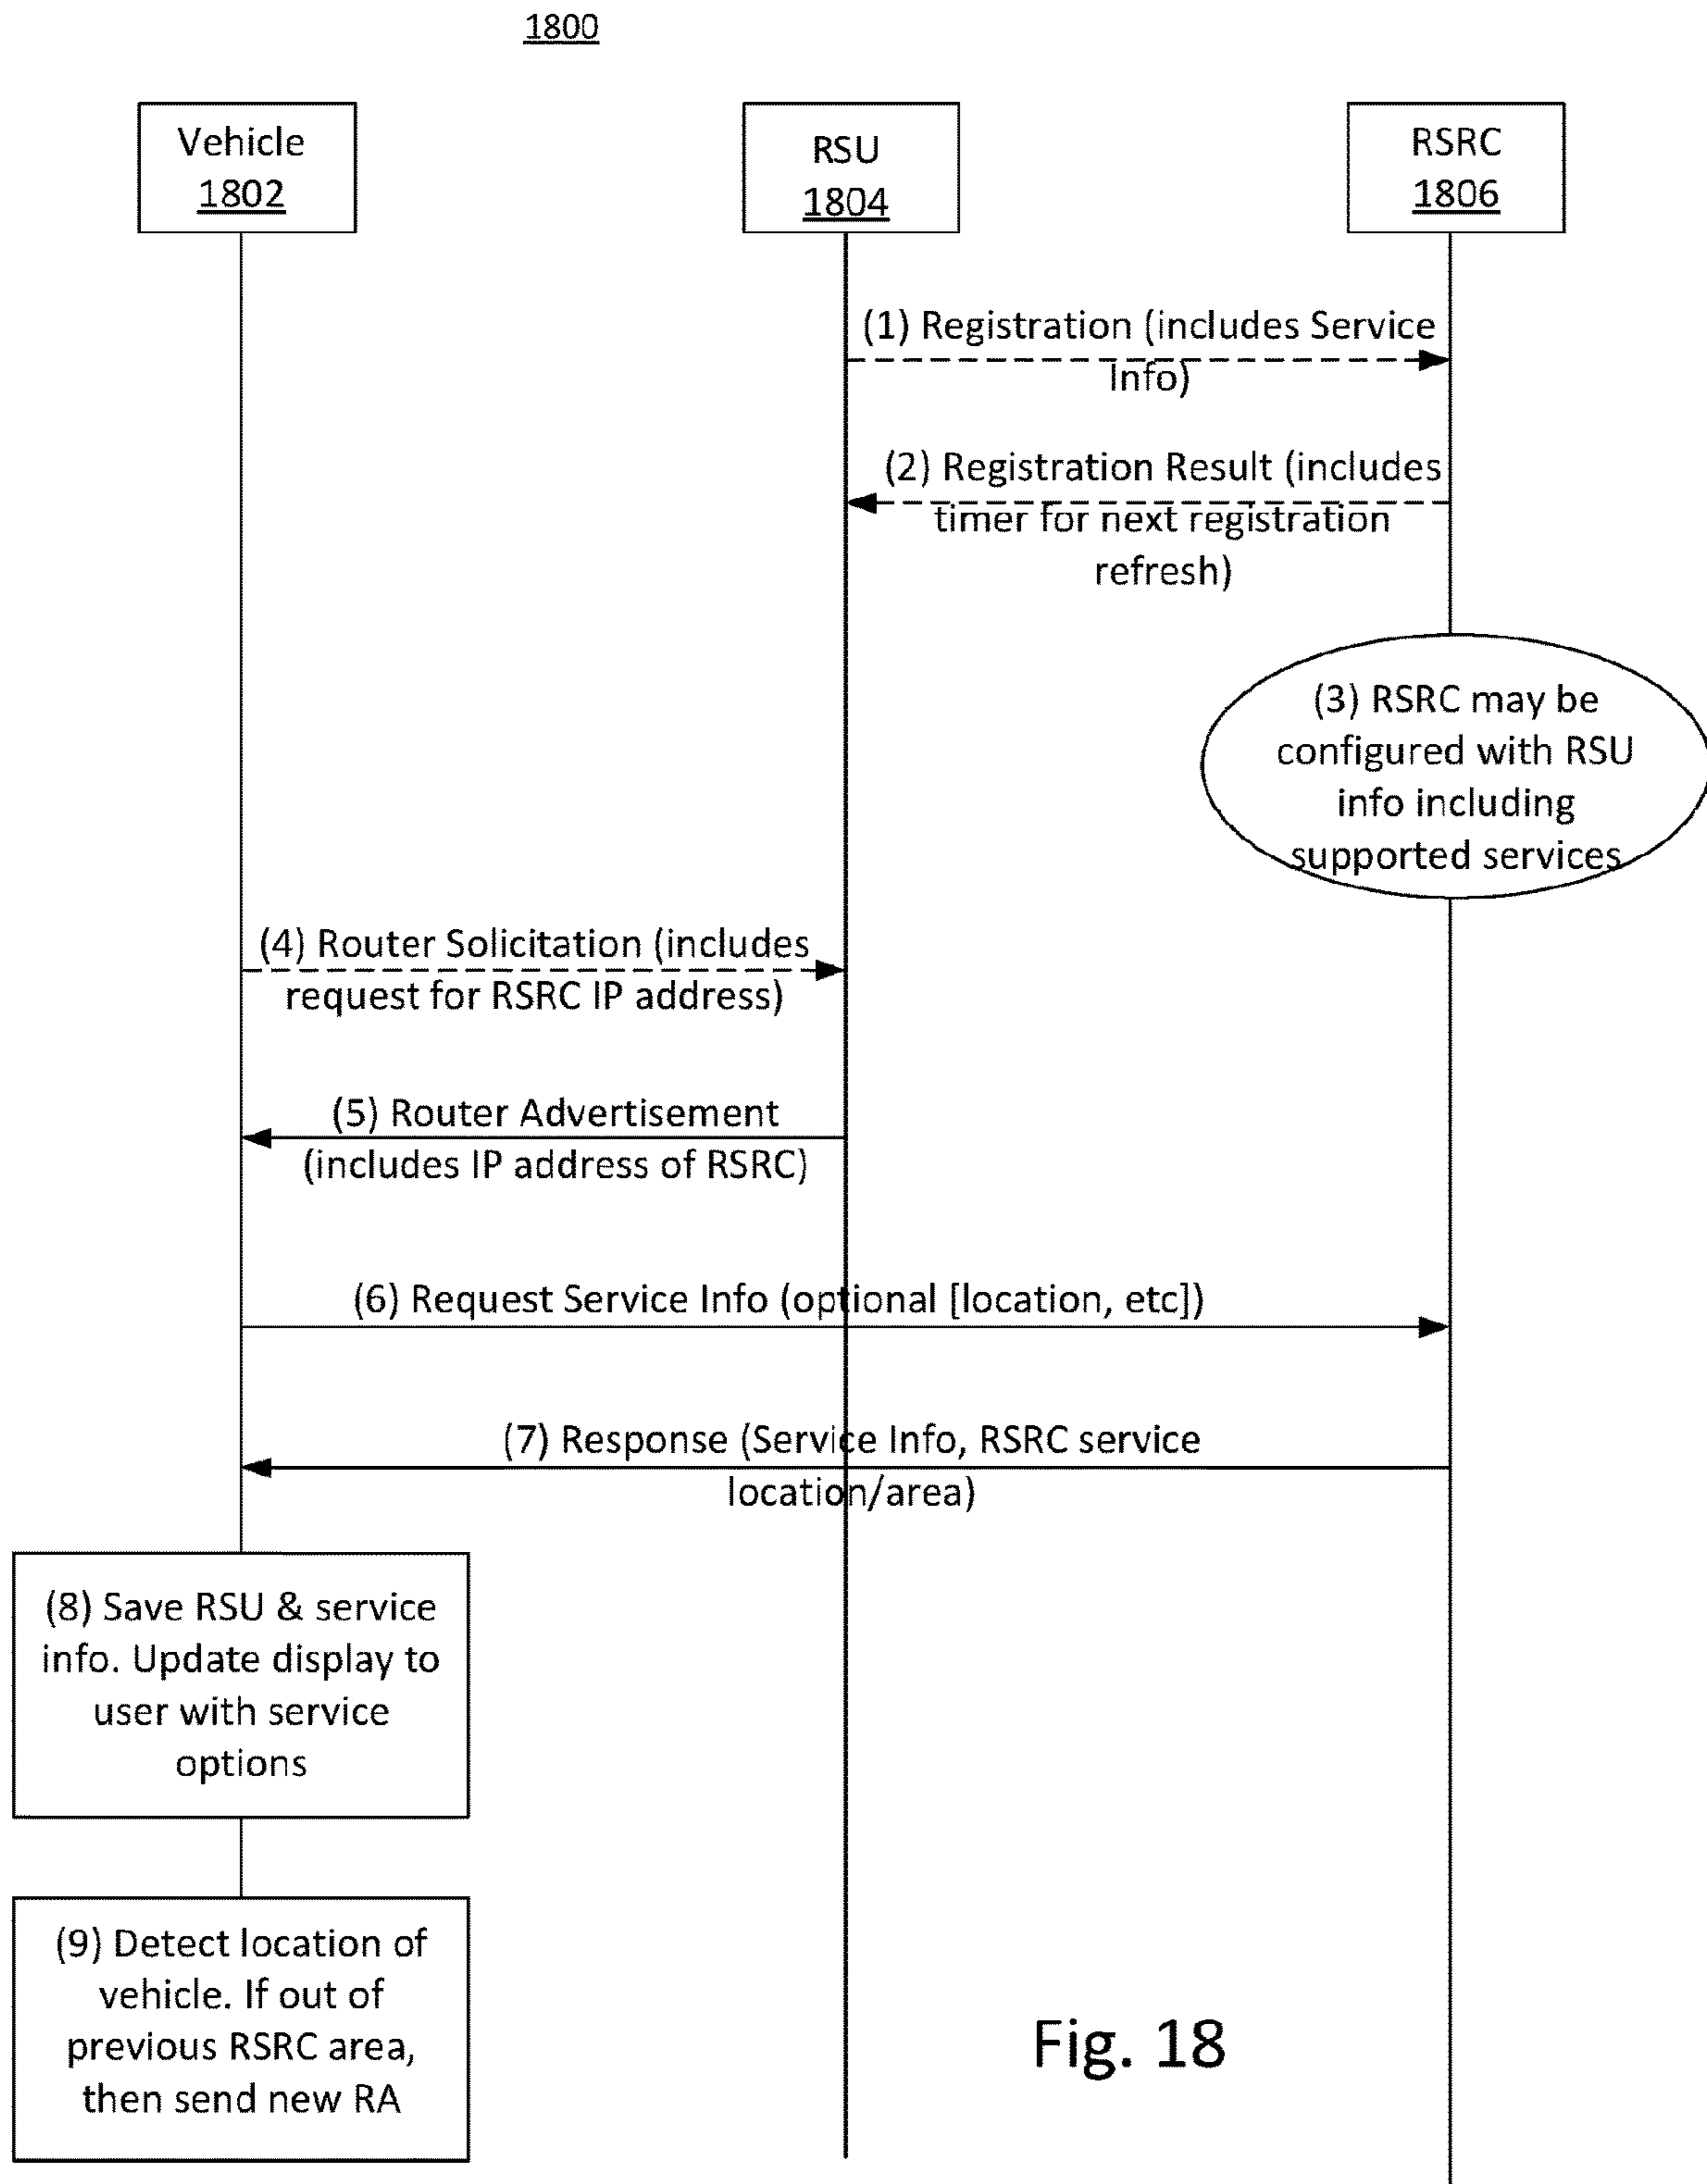 1800
Vehicle
1802
RSU
1804
RSRC
1806
(1) Registration (includes Service
Info)
(2) Registration Result (includes
timer for next registration
refresh)
(3) RSRC may be
configured with RSU
info including
supported services
(4) Router Solicitation (includes
request for RSRC IP address)
(5) Router Advertisement
(includes IP address of RSRC)
(6) Request Service Info (optional [location, etc])
(7) Response (Service Info, RSRC service
location/area)
(8) Save RSU & service
info. Update display to
user with service
options
(9) Detect location of
vehicle. If out of
previous RSRC area,
then send new RA
Fig. 18